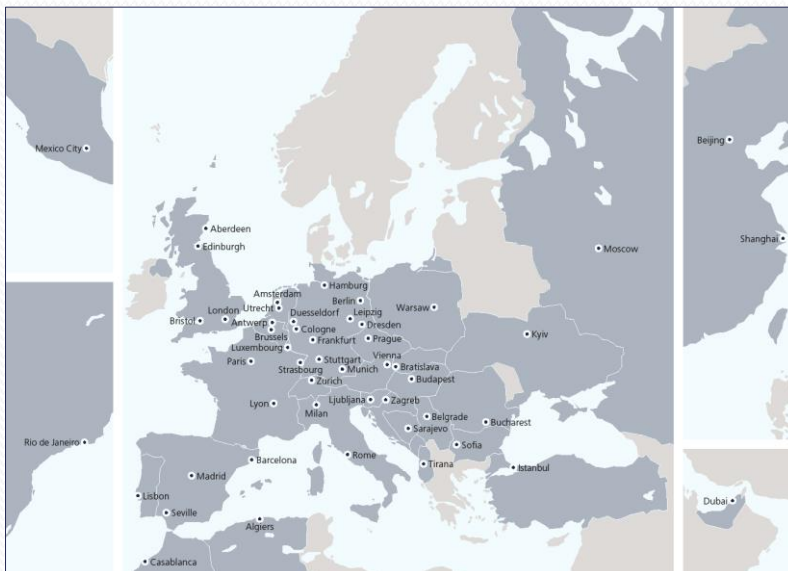 Mexico City
Rio de Janeiro
Aberdeen
Edinburgh
Moscow
Hamburg
Amsterdam
Berlin
Utrecht
Leipzig
Warsaw
London
Duesseldorf
Bristol
Antwerp
Dresden
Cologne
Kyiv
Brussels
Frankfurt
Prague
Luxembourg
Paris
Stuttgart
Vienna
Strasbourg
Munich
Bratislava
Zurich
Budapest
Lyon
Milan
Ljubljana
Zagreb
Belgrade
Bucharest
Sarajevo
Sofia
Barcelona
Rome
Tirana
Istanbul
Madrid
Lisbon
Seville
Algiers
Casablanca
Beijing
Shanghai
Dubai